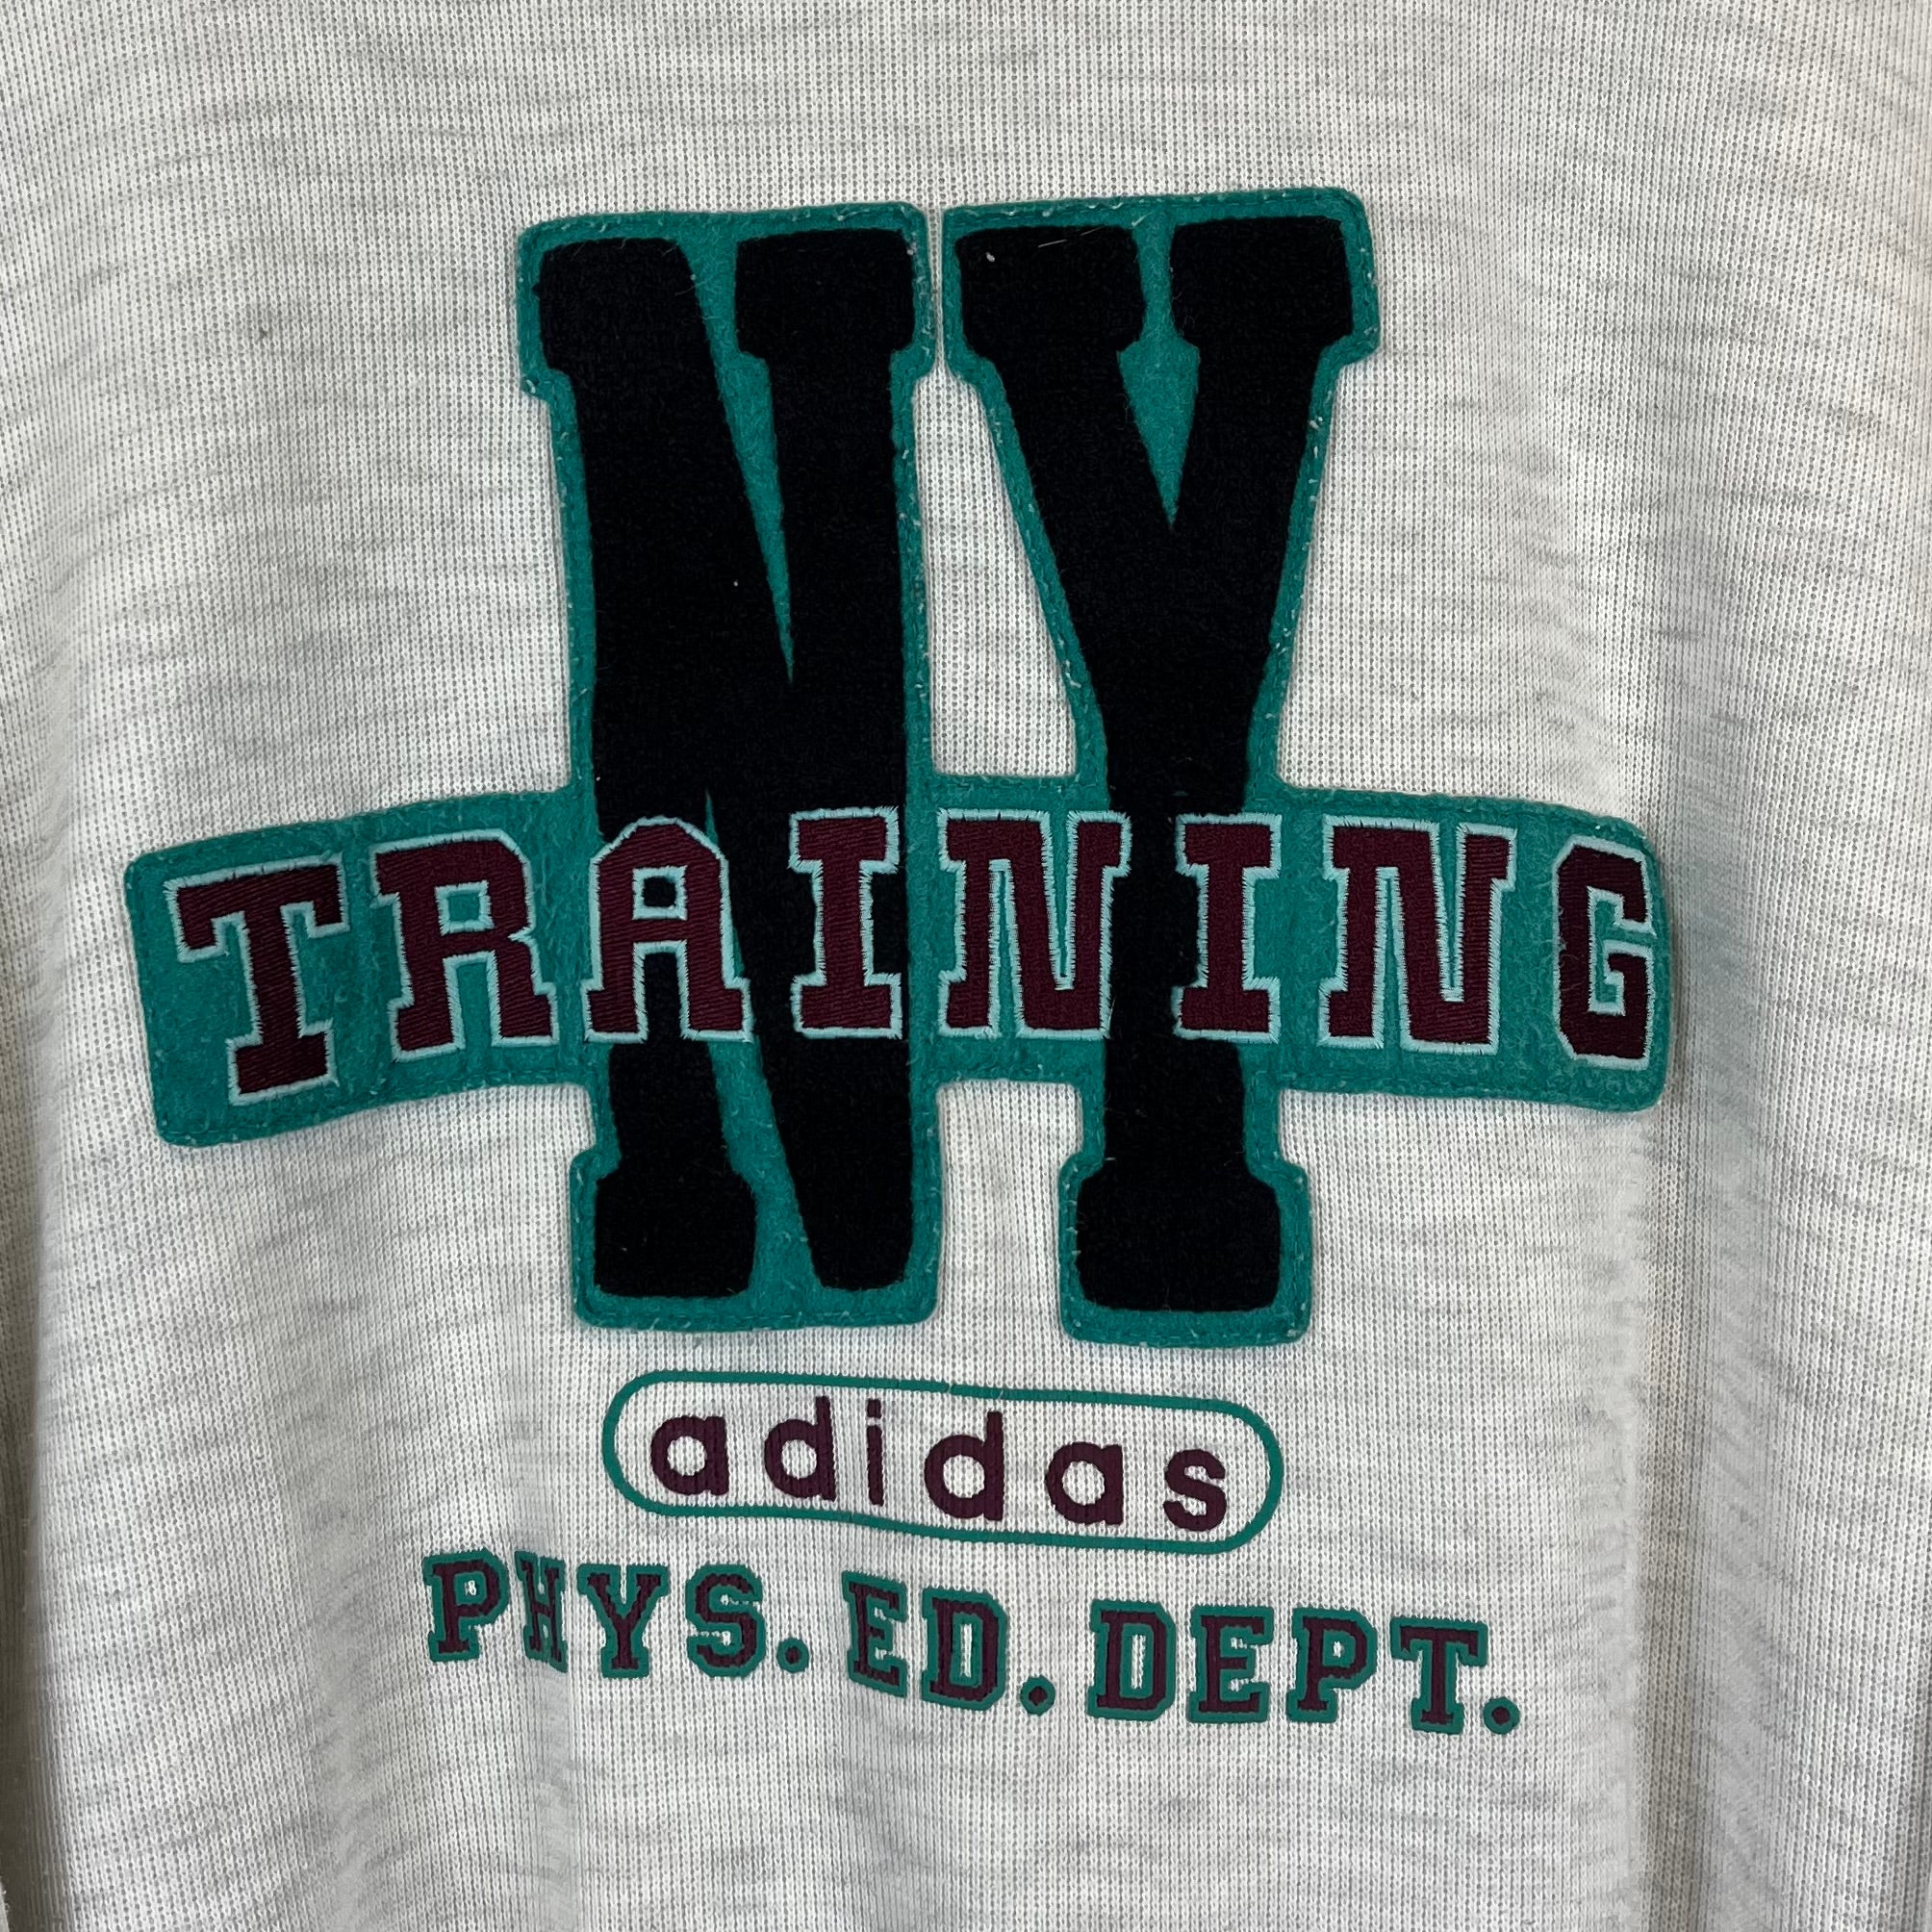 NY
TRAINING
adidas
PHYS. ED. DEPT.